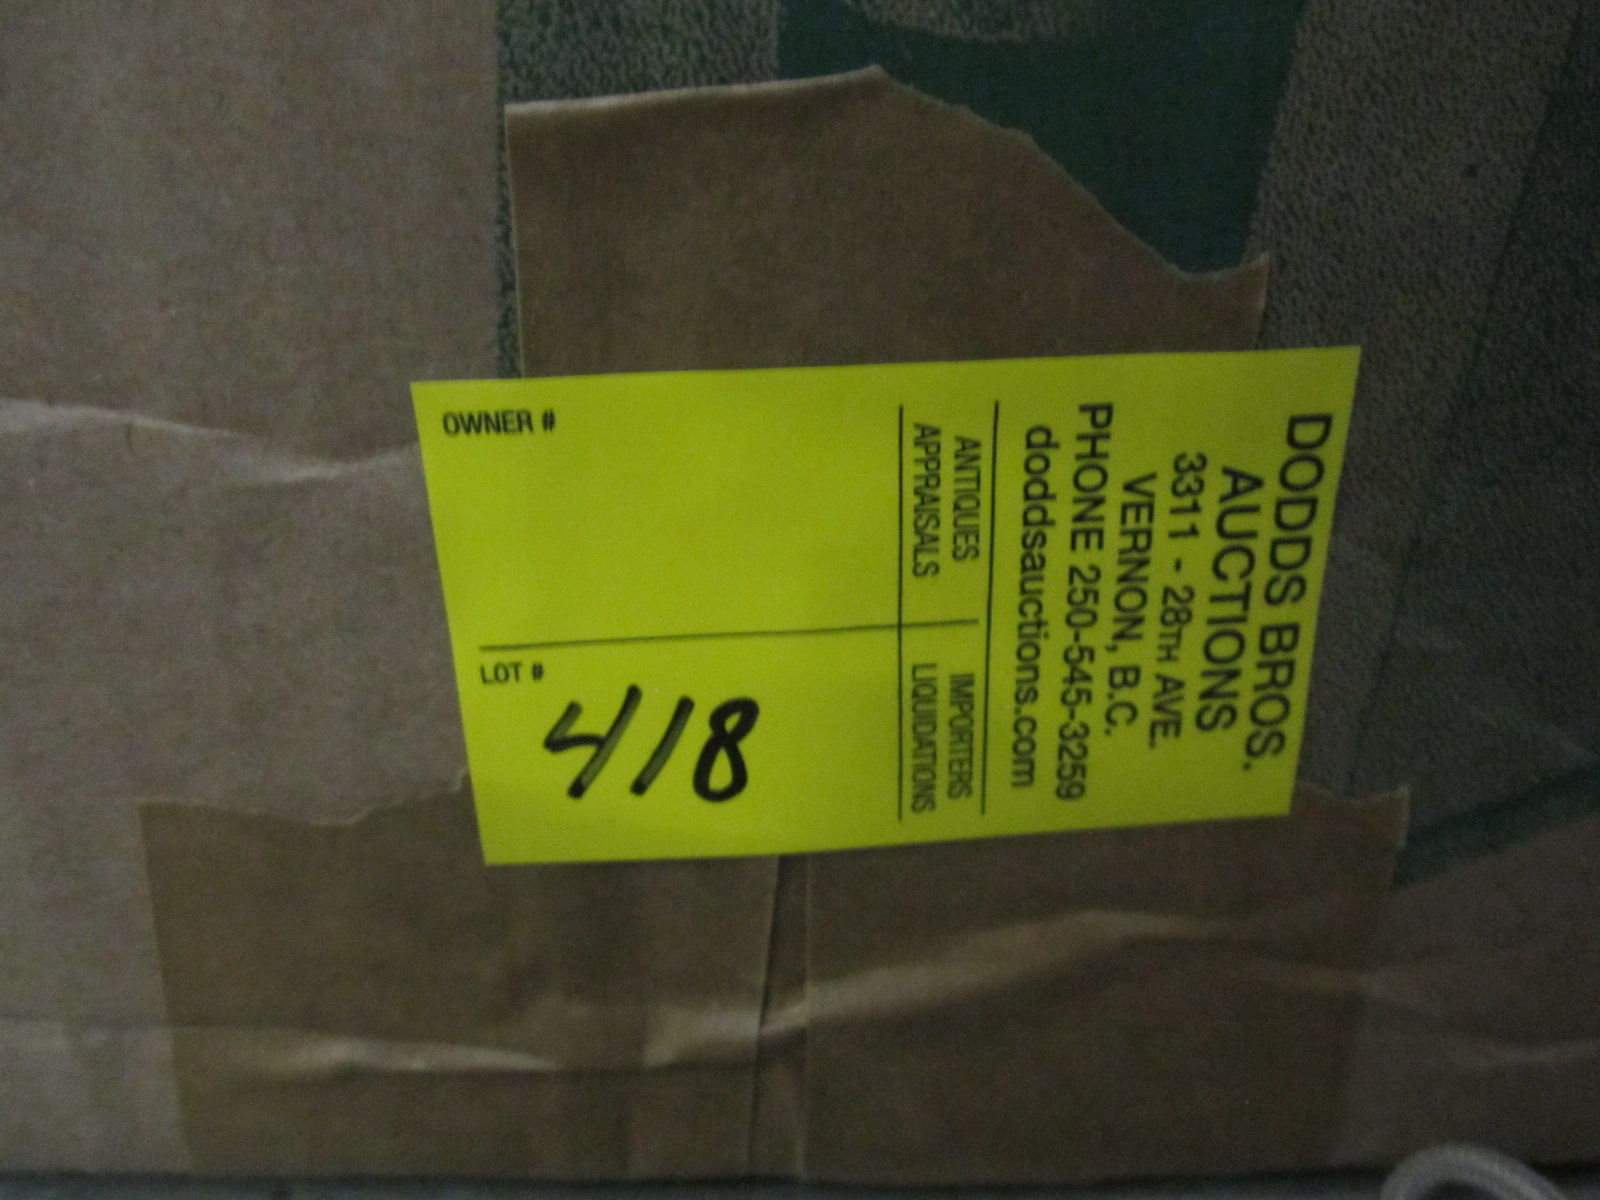 DODDS BROS.
AUCTIONS
3311 - 28TH AVE.
VERNON, B.C.
PHONE 250-545-3259
doddsauctions.com
ANTIQUES
APPRAISALS
IMPORTERS
LIQUIDATIONS
OWNER #
LOT #
418